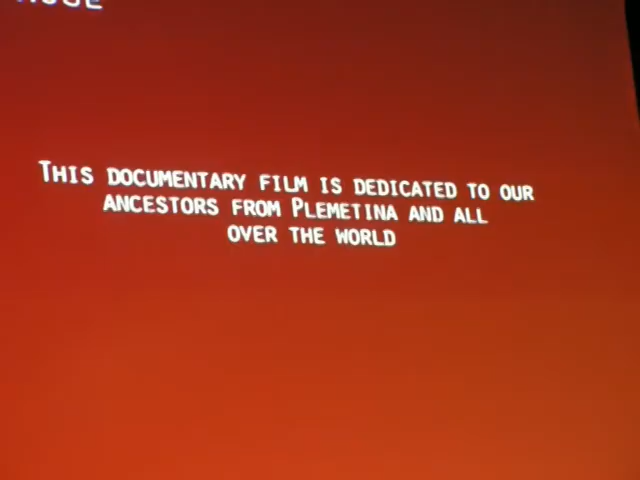 This documentary film is dedicated to our
ancestors from Plemetina and all
over the world